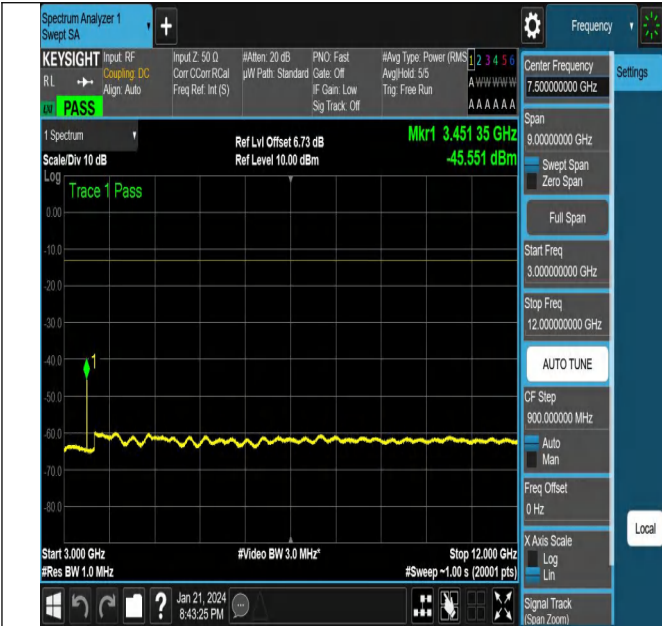 Spectrum Analyzer 1
Swept SA
+
Frequency
KEYSIGHT
RL
LXI
PASS
Input: RF
Coupling: DC
Align: Auto
Input Z: 50 Ω
Corr CCorr RCal
Freq Ref: Int (S)
#Atten: 20 dB
µW Path: Standard
PNO: Fast
Gate: Off
IF Gain: Low
Sig Track: Off
#Avg Type: Power (RMS
Avg|Hold: 5/5
Trig: Free Run
1 2 3 4 5 6
A W W W W W
A A A A A A
1 Spectrum
Scale/Div 10 dB
Ref Lvl Offset 6.73 dB
Ref Level 10.00 dBm
Mkr1 3.451 35 GHz
-45.551 dBm
Log
Trace 1 Pass
0.00
-10.0
-20.0
-30.0
-40.0
-50.0
-60.0
-70.0
-80.0
1
Start 3.000 GHz
#Res BW 1.0 MHz
#Video BW 3.0 MHz*
Stop 12.000 GHz
#Sweep ~1.00 s (20001 pts)
Jan 21, 2024
8:43:25 PM
?
Center Frequency
7.500000000 GHz
Settings
Span
9.00000000 GHz
Swept Span
Zero Span
Full Span
Start Freq
3.000000000 GHz
Stop Freq
12.000000000 GHz
AUTO TUNE
CF Step
900.000000 MHz
Auto
Man
Freq Offset
0 Hz
X Axis Scale
Log
Lin
Local
Signal Track
(Span Zoom)